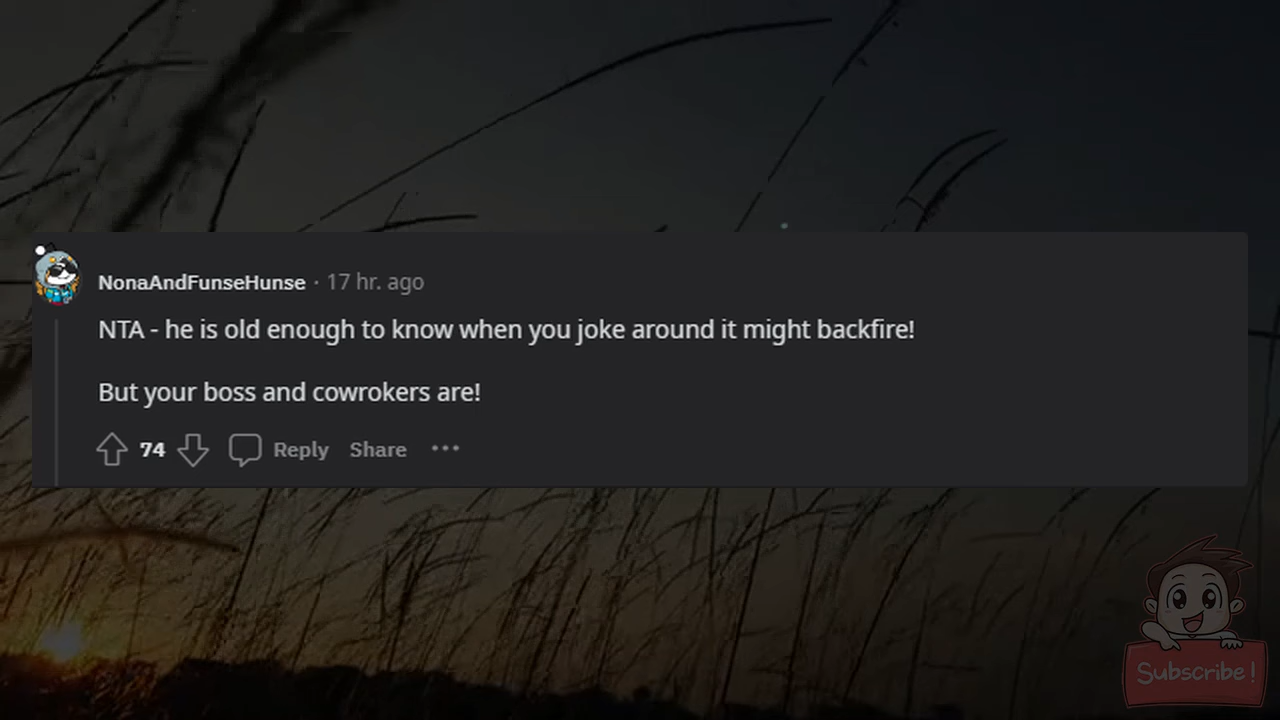 NonaAndFunseHunse · 17 hr. ago
NTA - he is old enough to know when you joke around it might backfire!
But your boss and cowrokers are!
74 Reply Share ···
Subscribe!